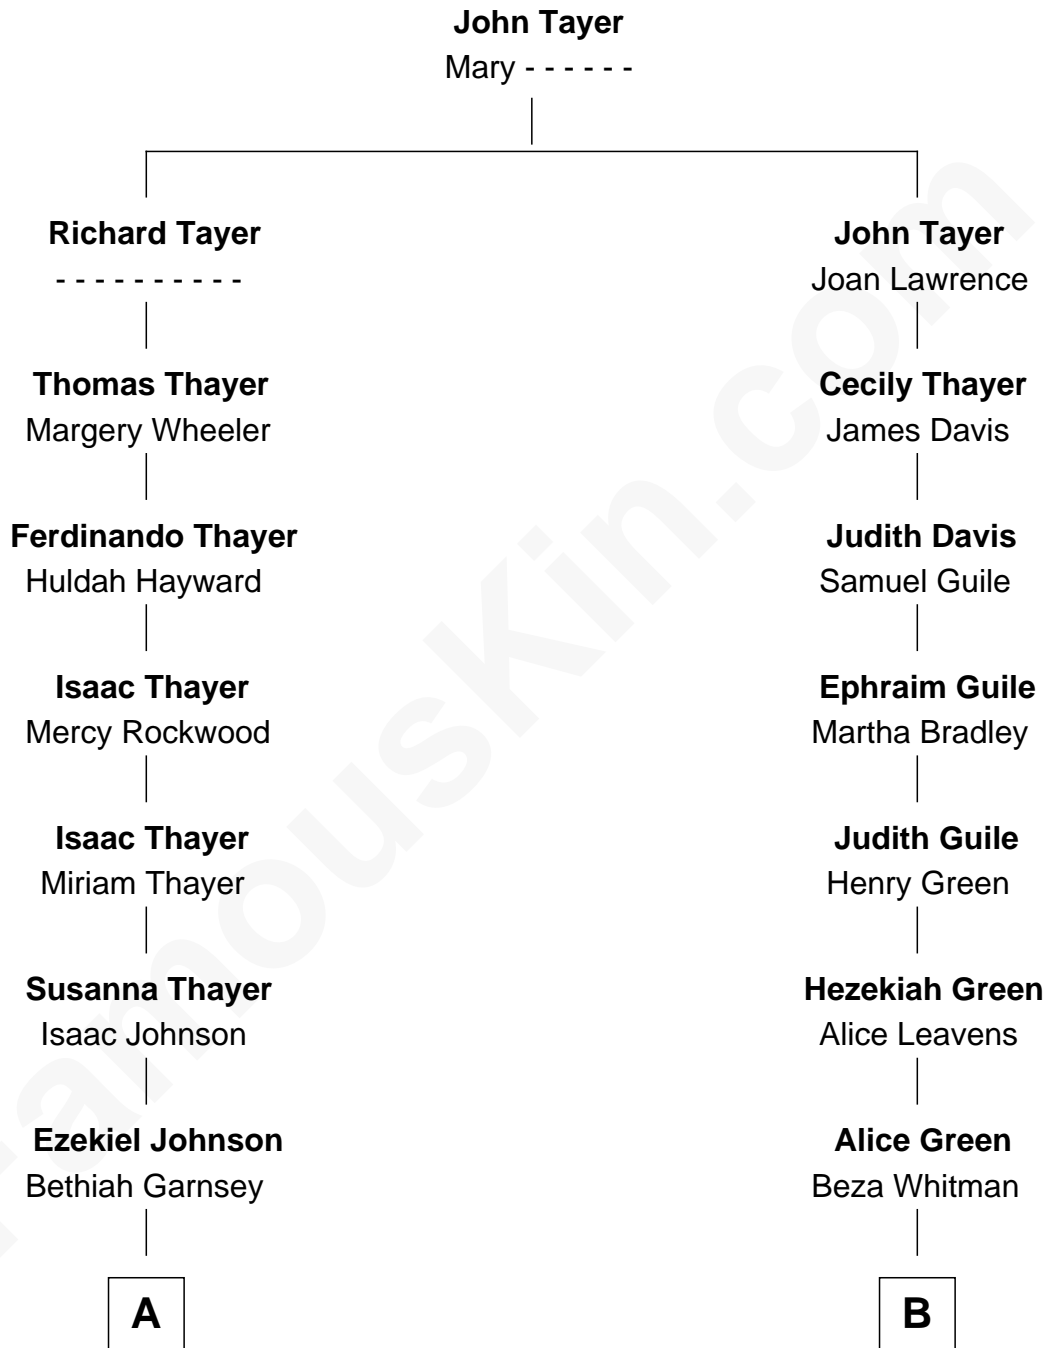 John Tayer
Mary - - - - - -
Richard Tayer
- - - - - - - - - -
John Tayer
Joan Lawrence
Thomas Thayer
Margery Wheeler
Cecily Thayer
James Davis
Ferdinando Thayer
Huldah Hayward
Judith Davis
Samuel Guile
Isaac Thayer
Mercy Rockwood
Ephraim Guile
Martha Bradley
Isaac Thayer
Miriam Thayer
Judith Guile
Henry Green
Susanna Thayer
Isaac Johnson
Hezekiah Green
Alice Leavens
Ezekiel Johnson
Bethiah Garnsey
Alice Green
Beza Whitman
A
B
FamousKin.com